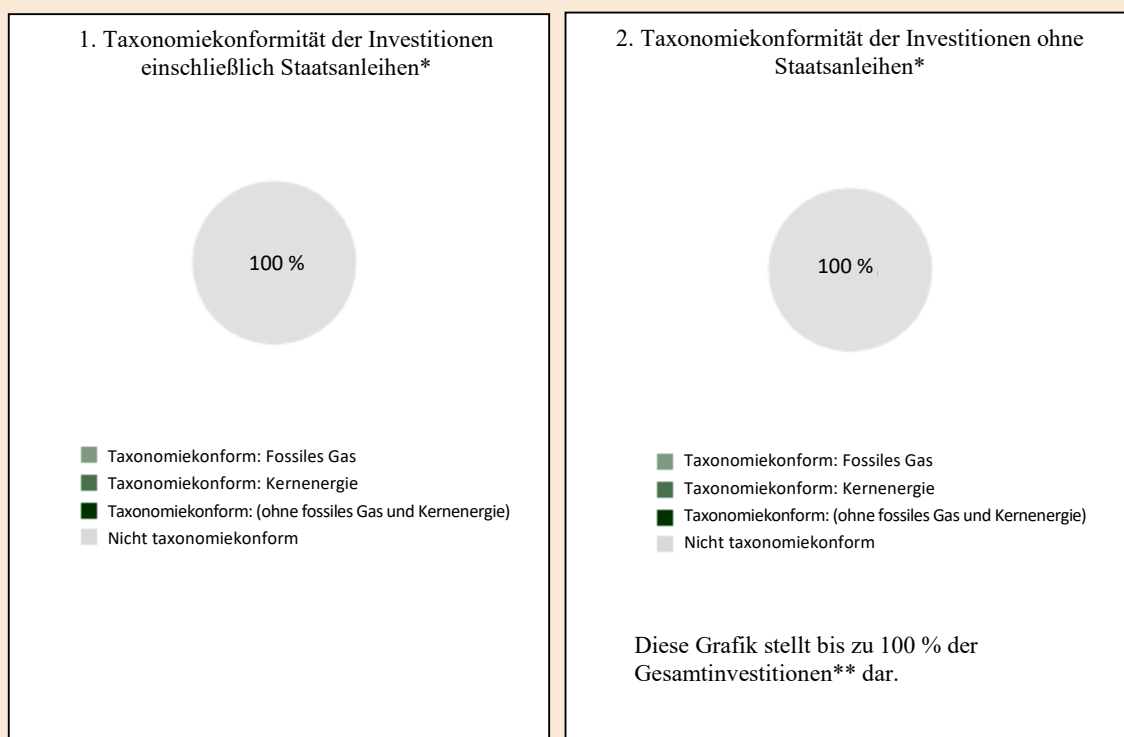 1. Taxonomiekonformität der Investitionen
einschließlich Staatsanleihen*
100 %
Taxonomiekonform: Fossiles Gas
Taxonomiekonform: Kernenergie
Taxonomiekonform: (ohne fossiles Gas und Kernenergie)
Nicht taxonomiekonform
2. Taxonomiekonformität der Investitionen ohne
Staatsanleihen*
100 %
Taxonomiekonform: Fossiles Gas
Taxonomiekonform: Kernenergie
Taxonomiekonform: (ohne fossiles Gas und Kernenergie)
Nicht taxonomiekonform
Diese Grafik stellt bis zu 100 % der
Gesamtinvestitionen** dar.